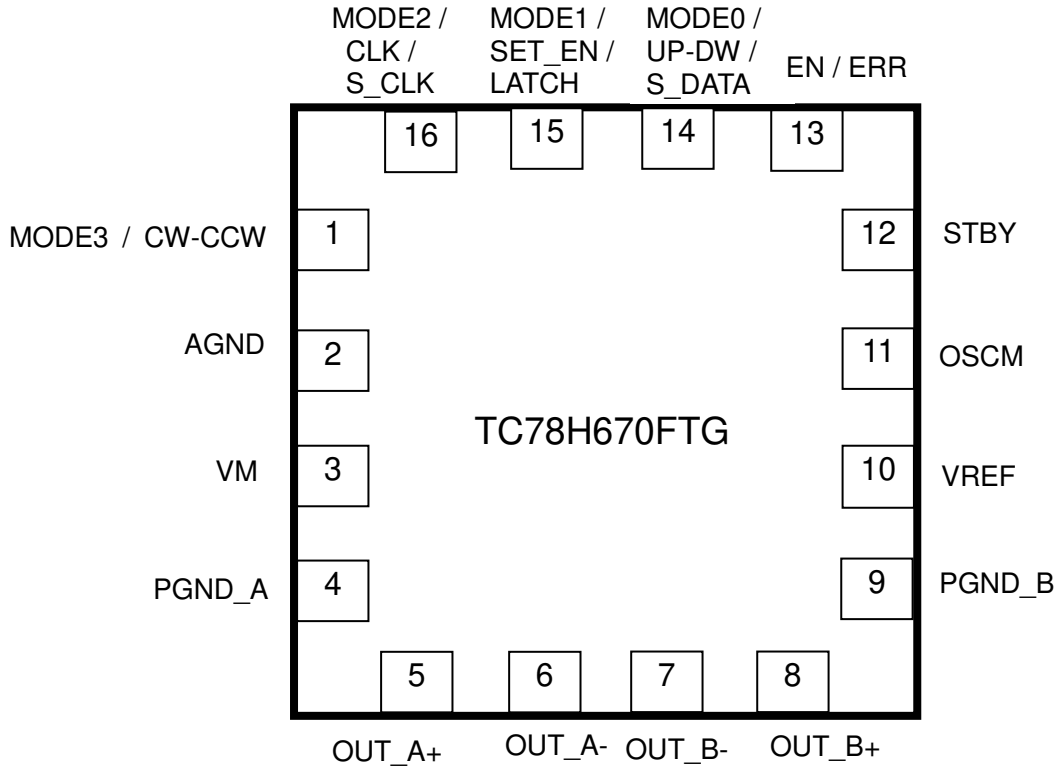 MODE2 /
CLK /
S_CLK
MODE1 /
SET_EN /
LATCH
MODE0 /
UP-DW /
S_DATA
EN / ERR
16
15
14
13
MODE3 / CW-CCW
1
12
STBY
AGND
2
11
OSCM
TC78H670FTG
VM
3
10
VREF
PGND_A
4
9
PGND_B
5
6
7
8
OUT_A+
OUT_A-
OUT_B-
OUT_B+